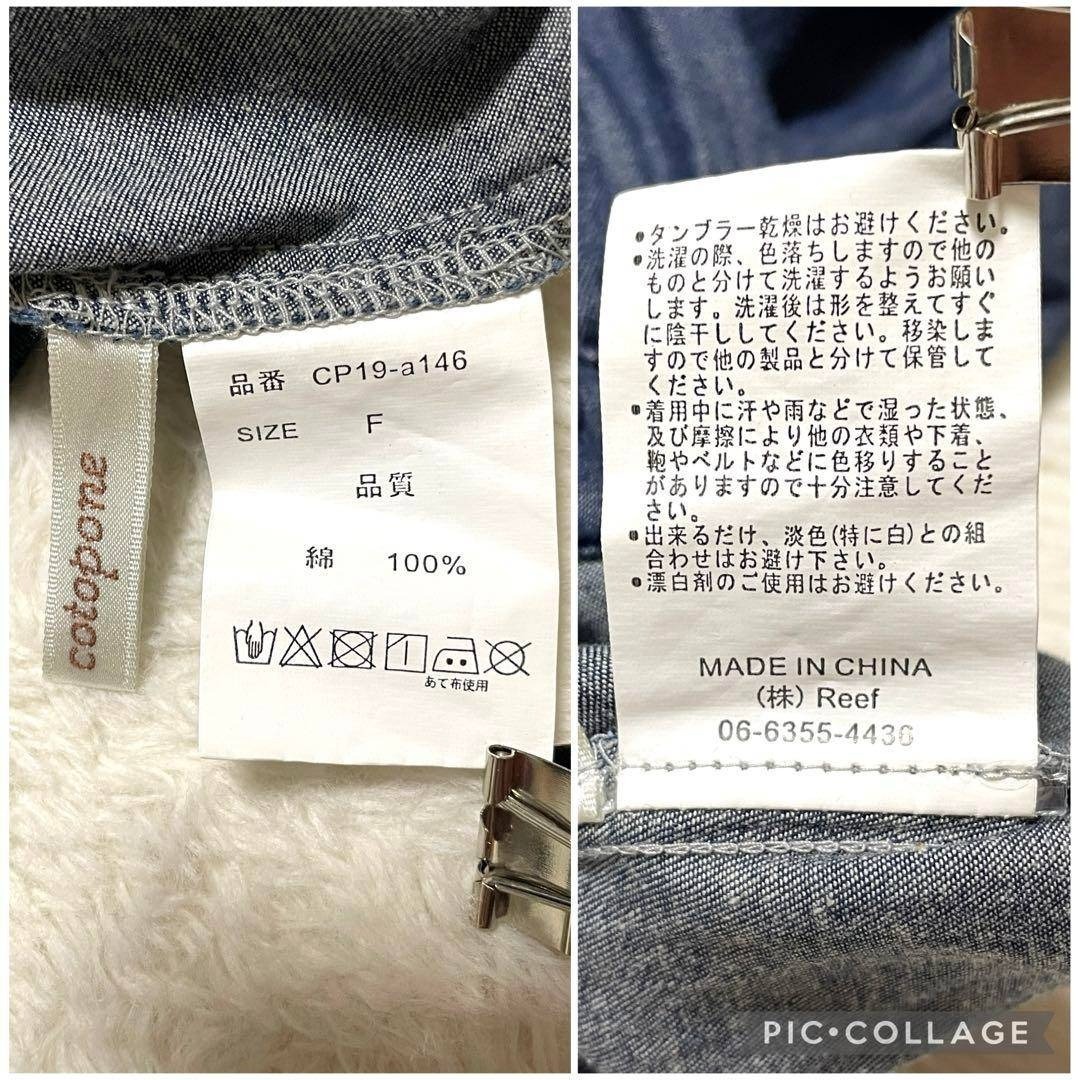 cotopone
品番 CP19-a146
SIZE F
品質
綿 100%
あて布使用
•タンブラー乾燥はお避けください。
•洗濯の際、色落ちしますので他の
ものと分けて洗濯するようお願い
します。洗濯後は形を整えてすぐ
に陰干ししてください。移染しま
すので他の製品と分けて保管して
ください。
•着用中に汗や雨などで湿った状態、
及び摩擦により他の衣類や下着、
鞄やベルトなどに色移りすること
がありますので十分注意してくだ
さい。
•出来るだけ、淡色(特に白)との組
合わせはお避け下さい。
•漂白剤のご使用はお避けください。
MADE IN CHINA
(株) Reef
06-6355-4436
PIC•COLLAGE